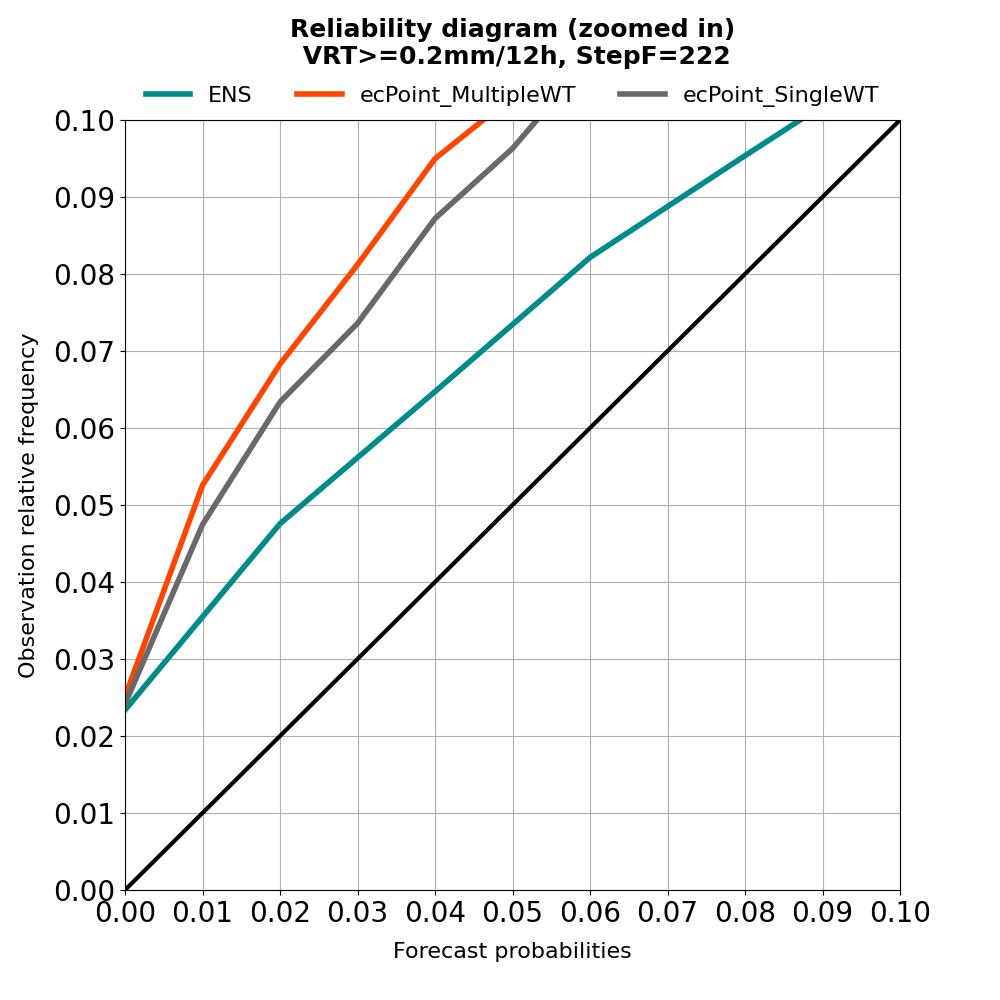 Reliability diagram (zoomed in)
VRT>=0.2mm/12h, StepF=222
ENS ecPoint_MultipleWT ecPoint_SingleWT
0.10
0.09
0.08
0.07
0.06
0.05
0.04
0.03
0.02
0.01
0.00
Observation relative frequency
0.00 0.01 0.02 0.03 0.04 0.05 0.06 0.07 0.08 0.09 0.10
Forecast probabilities